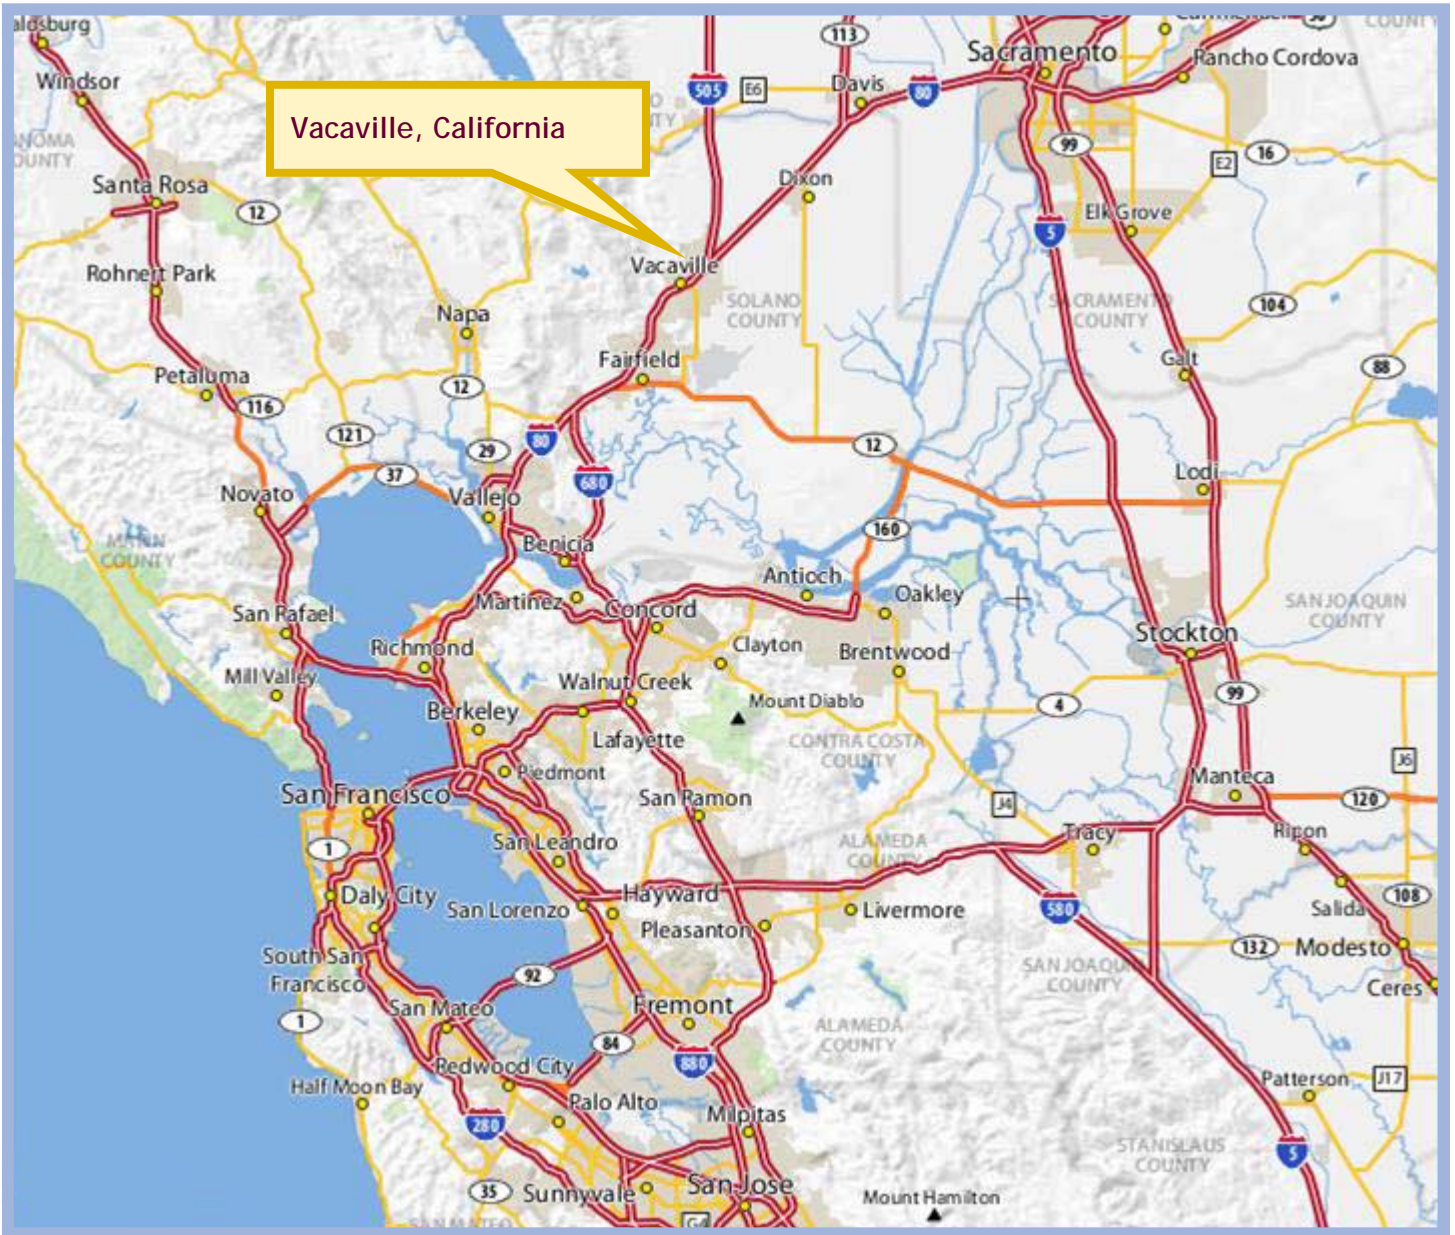 aldsburg
113
Sacramento
Rancho Cordova
Windsor
505
E6
Davis
80
Vacaville, California
99
16
E2
Santa Rosa
12
Dixon
Elk Grove
5
Rohnert Park
Vacaville
SOLANO
COUNTY
SACRAMENTO
COUNTY
104
Napa
Fairfield
Galt
88
Petaluma
116
12
121
29
80
12
37
680
Lodi
Novato
Vallejo
160
MARIN
COUNTY
Benicia
Antioch
Oakley
Martinez
Concord
SAN JOAQUIN
COUNTY
San Rafael
Richmond
Clayton
Brentwood
Stockton
Mill Valley
Walnut Creek
Mount Diablo
4
99
Berkeley
Lafayette
CONTRA COSTA
COUNTY
J6
Piedmont
San Francisco
San Ramon
Manteca
J4
120
1
San Leandro
ALAMEDA
COUNTY
Tracy
Ripon
Daly City
San Lorenzo
Hayward
Livermore
580
Salida
108
Pleasanton
South San
Francisco
92
132
Modesto
SAN JOAQUIN
COUNTY
Ceres
San Mateo
1
Fremont
ALAMEDA
COUNTY
84
880
Redwood City
Half Moon Bay
Patterson
J17
Palo Alto
280
Milpitas
STANISLAUS
COUNTY
5
35
Sunnyvale
San Jose
Mount Hamilton
SAN MATEO
G4